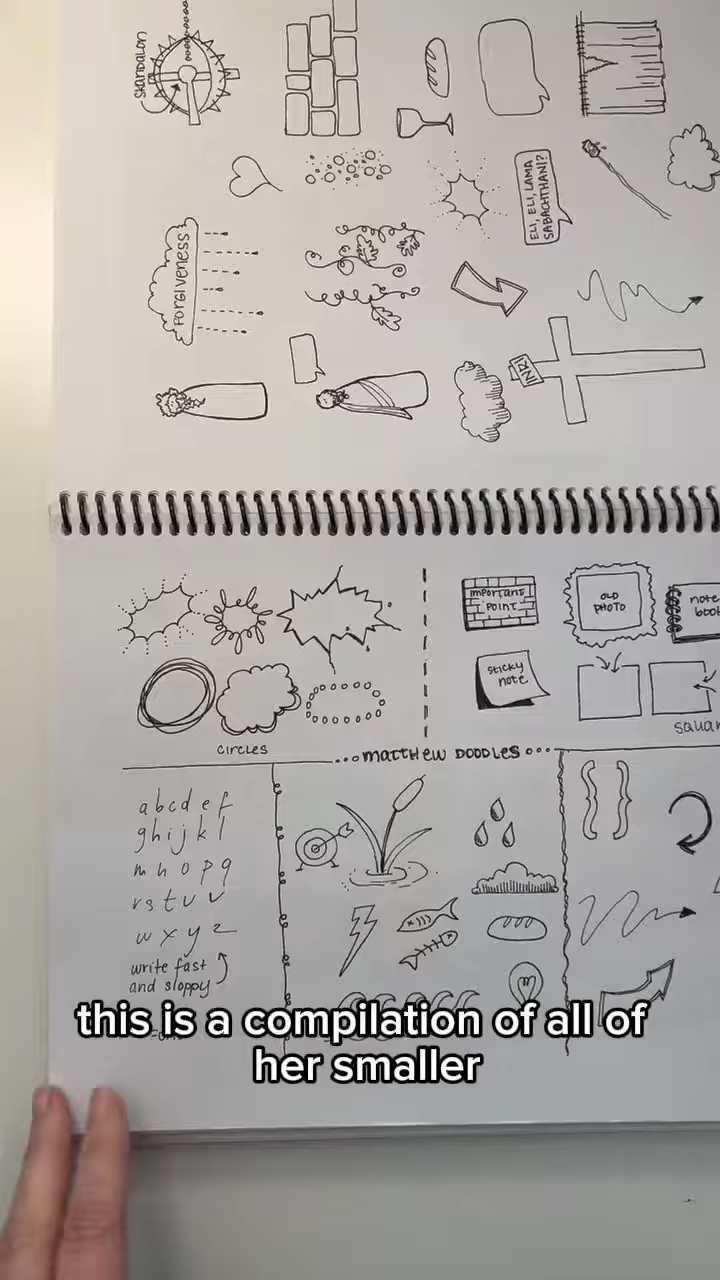 skandalon
ELI, ELI, LAMA
SABACHTHANI?
FORGIVENESS
INRI
important
point
OLD
PHOTO
note
book
sticky
note
circles
squar
...matthew doodles...
a b c d e f
g h i j k l
m n o p q
r s t u v
w x y z
write fast
and sloppy
this is a compilation of all of
her smaller